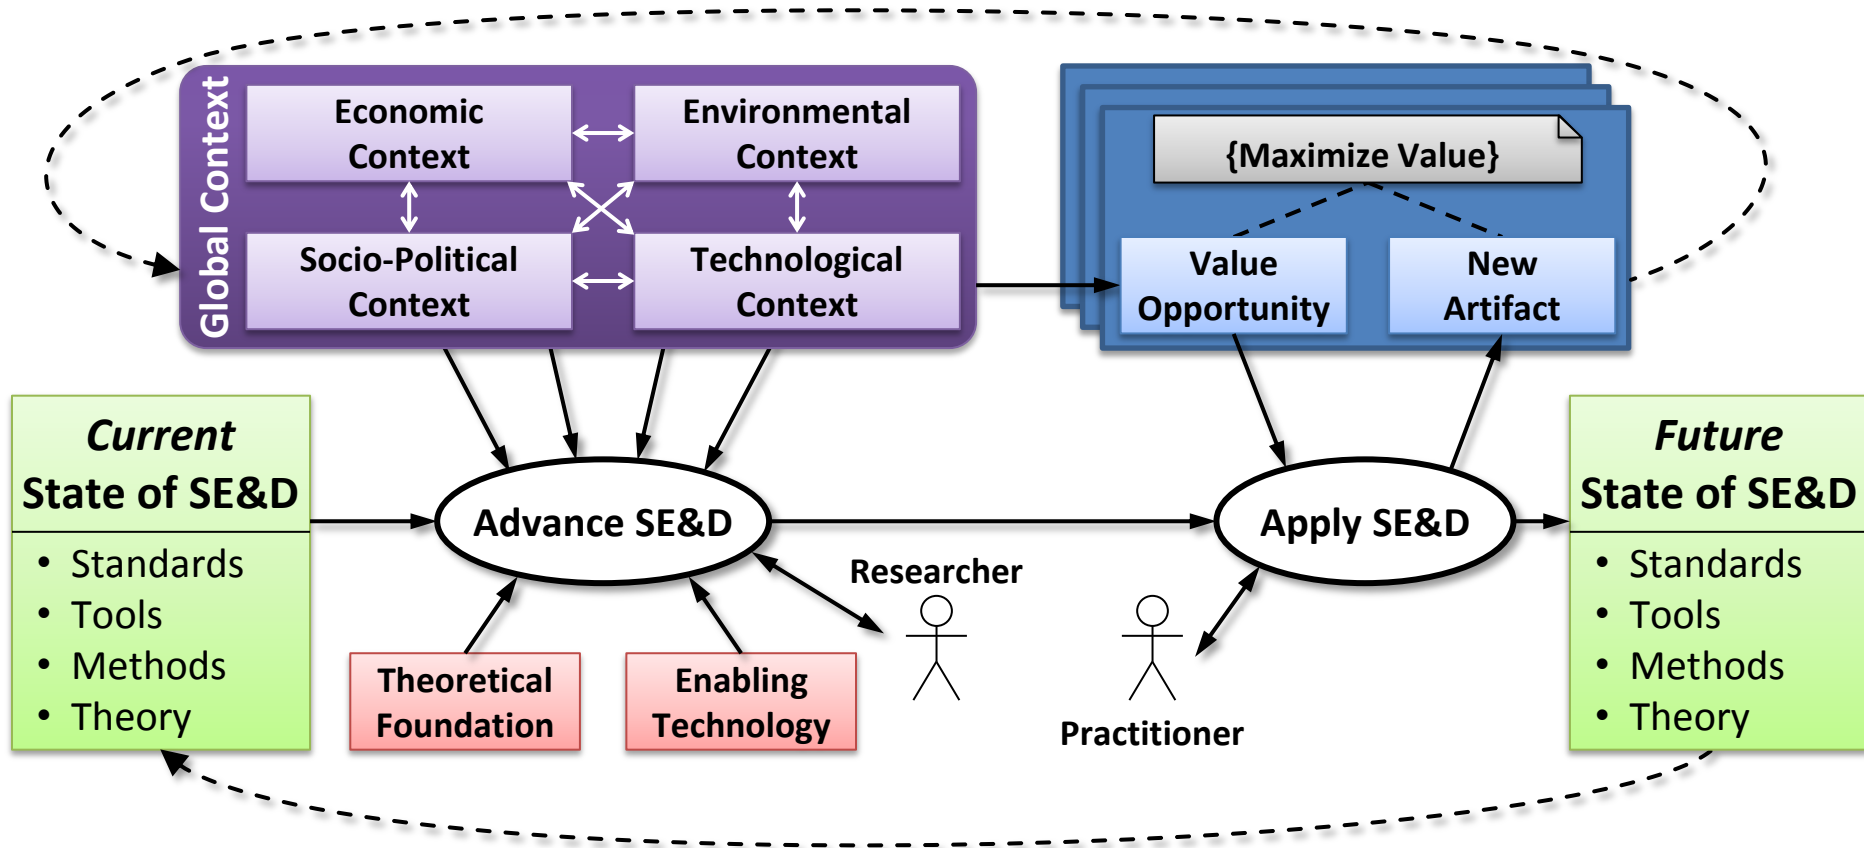 Global Context
Economic
Context
Environmental
Context
Socio-Political
Context
Technological
Context
{Maximize Value}
Value
Opportunity
New
Artifact
Current
State of SE&D
• Standards
• Tools
• Methods
• Theory
Advance SE&D
Apply SE&D
Researcher
Practitioner
Theoretical
Foundation
Enabling
Technology
Future
State of SE&D
• Standards
• Tools
• Methods
• Theory